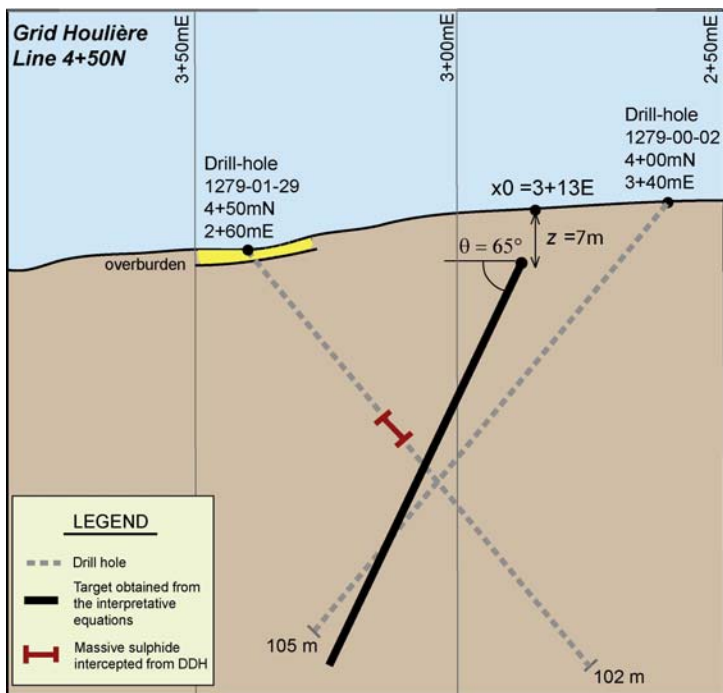 Grid Houlière
Line 4+50N
3+50mE
3+00mE
2+50mE
Drill-hole
1279-01-29
4+50mN
2+60mE
Drill-hole
1279-00-02
4+00mN
3+40mE
x0 =3+13E
z =7m
θ = 65°
overburden
105 m
102 m
LEGEND
Drill hole
Target obtained from
the interpretative
equations
Massive sulphide
intercepted from DDH